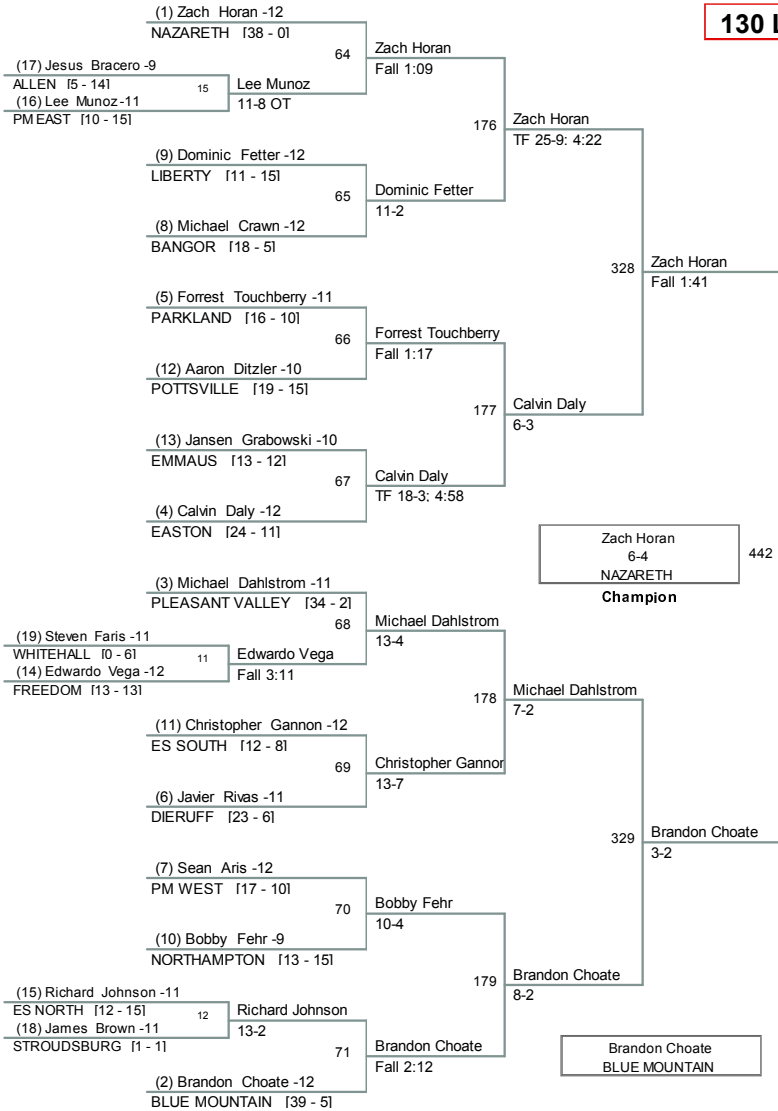 130 L
(1) Zach Horan -12
NAZARETH [38 - 0]
64
Zach Horan
Fall 1:09
(17) Jesus Bracero -9
ALLEN [5 - 14]
15
(16) Lee Munoz -11
PM EAST [10 - 15]
Lee Munoz
11-8 OT
176
Zach Horan
TF 25-9: 4:22
(9) Dominic Fetter -12
LIBERTY [11 - 15]
65
Dominic Fetter
11-2
(8) Michael Crawn -12
BANGOR [18 - 5]
328
Zach Horan
Fall 1:41
(5) Forrest Touchberry -11
PARKLAND [16 - 10]
66
Forrest Touchberry
Fall 1:17
(12) Aaron Ditzler -10
POTTSVILLE [19 - 15]
177
Calvin Daly
6-3
(13) Jansen Grabowski -10
EMMAUS [13 - 12]
67
Calvin Daly
TF 18-3: 4:58
(4) Calvin Daly -12
EASTON [24 - 11]
Zach Horan
6-4
NAZARETH
442
Champion
(3) Michael Dahlstrom -11
PLEASANT VALLEY [34 - 2]
68
Michael Dahlstrom
13-4
(19) Steven Faris -11
WHITEHALL [0 - 6]
11
(14) Edwardo Vega -12
FREEDOM [13 - 13]
Edwardo Vega
Fall 3:11
178
Michael Dahlstrom
7-2
(11) Christopher Gannon -12
ES SOUTH [12 - 8]
69
Christopher Gannon
13-7
(6) Javier Rivas -11
DIERUFF [23 - 6]
329
Brandon Choate
3-2
(7) Sean Aris -12
PM WEST [17 - 10]
70
Bobby Fehr
10-4
(10) Bobby Fehr -9
NORTHAMPTON [13 - 15]
179
Brandon Choate
8-2
(15) Richard Johnson -11
ES NORTH [12 - 15]
12
(18) James Brown -11
STROUDSBURG [1 - 1]
Richard Johnson
13-2
71
Brandon Choate
Fall 2:12
(2) Brandon Choate -12
BLUE MOUNTAIN [39 - 5]
Brandon Choate
BLUE MOUNTAIN